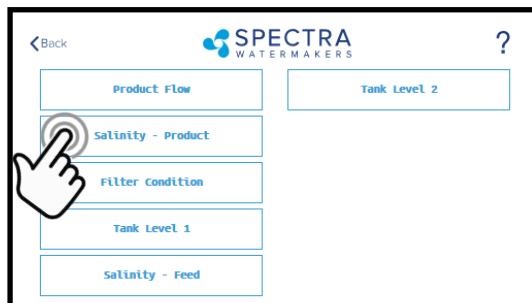 Back
SPECTRA
WATERMAKERS
?
Product Flow
Tank Level 2
Salinity - Product
Filter Condition
Tank Level 1
Salinity - Feed